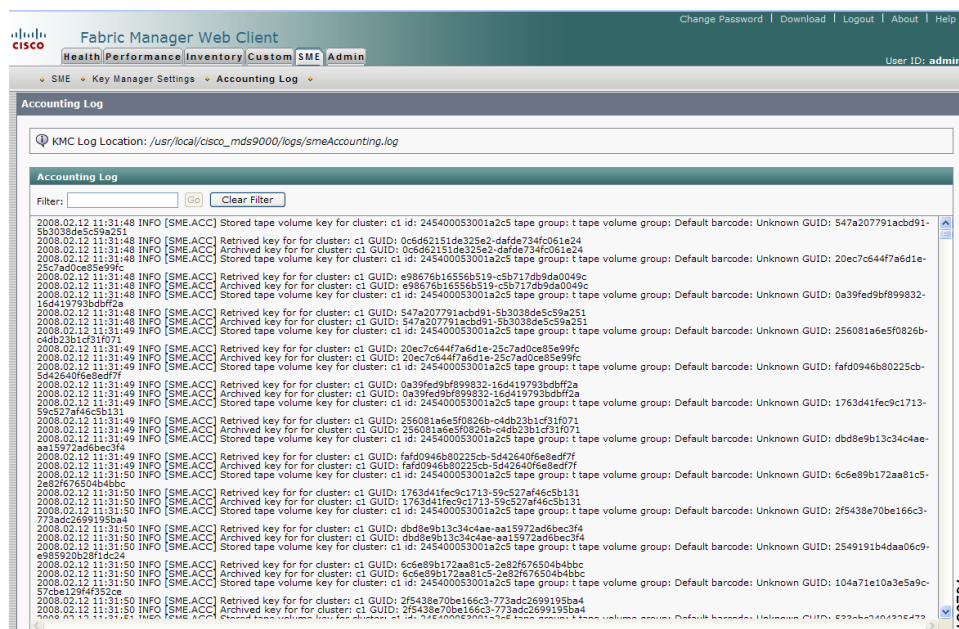 Change Password | Download | Logout | About | Help
cisco
Fabric Manager Web Client
Health Performance Inventory Custom SME Admin
User ID: admin
SME Key Manager Settings Accounting Log
Accounting Log
KMC Log Location: /usr/local/cisco_mds9000/logs/smeAccounting.log
Accounting Log
Filter: Go Clear Filter
2008.02.12 11:31:48 INFO [SME.ACC] Stored tape volume key for cluster: c1 id: 245400053001a2c5 tape group: t tape volume group: Default barcode: Unknown GUID: 547a207791acbd91-
5b3038de5c59a251
2008.02.12 11:31:48 INFO [SME.ACC] Retrived key for for cluster: c1 GUID: 0c6d62151de325e2-dafde734fc061e24
2008.02.12 11:31:48 INFO [SME.ACC] Archived key for for cluster: c1 GUID: 0c6d62151de325e2-dafde734fc061e24
2008.02.12 11:31:48 INFO [SME.ACC] Stored tape volume key for cluster: c1 id: 245400053001a2c5 tape group: t tape volume group: Default barcode: Unknown GUID: 20ec7c644f7a6d1e-
25c7ad0ce85e99fc
2008.02.12 11:31:48 INFO [SME.ACC] Retrived key for for cluster: c1 GUID: e98676b16556b519-c5b717db9da0049c
2008.02.12 11:31:48 INFO [SME.ACC] Archived key for for cluster: c1 GUID: e98676b16556b519-c5b717db9da0049c
2008.02.12 11:31:48 INFO [SME.ACC] Stored tape volume key for cluster: c1 id: 245400053001a2c5 tape group: t tape volume group: Default barcode: Unknown GUID: 0a39fed9bf899832-
16d419793bdbff2a
2008.02.12 11:31:48 INFO [SME.ACC] Retrived key for for cluster: c1 GUID: 547a207791acbd91-5b3038de5c59a251
2008.02.12 11:31:48 INFO [SME.ACC] Archived key for for cluster: c1 GUID: 547a207791acbd91-5b3038de5c59a251
2008.02.12 11:31:49 INFO [SME.ACC] Stored tape volume key for cluster: c1 id: 245400053001a2c5 tape group: t tape volume group: Default barcode: Unknown GUID: 256081a6e5f0826b-
c4db23b1cf31f071
2008.02.12 11:31:49 INFO [SME.ACC] Retrived key for for cluster: c1 GUID: 20ec7c644f7a6d1e-25c7ad0ce85e99fc
2008.02.12 11:31:49 INFO [SME.ACC] Archived key for for cluster: c1 GUID: 20ec7c644f7a6d1e-25c7ad0ce85e99fc
2008.02.12 11:31:49 INFO [SME.ACC] Stored tape volume key for cluster: c1 id: 245400053001a2c5 tape group: t tape volume group: Default barcode: Unknown GUID: fafd0946b80225cb-
5d42640f6e8edf7f
2008.02.12 11:31:49 INFO [SME.ACC] Retrived key for for cluster: c1 GUID: 0a39fed9bf899832-16d419793bdbff2a
2008.02.12 11:31:49 INFO [SME.ACC] Archived key for for cluster: c1 GUID: 0a39fed9bf899832-16d419793bdbff2a
2008.02.12 11:31:49 INFO [SME.ACC] Stored tape volume key for cluster: c1 id: 245400053001a2c5 tape group: t tape volume group: Default barcode: Unknown GUID: 1763d41fec9c1713-
59c527af46c5b131
2008.02.12 11:31:49 INFO [SME.ACC] Retrived key for for cluster: c1 GUID: 256081a6e5f0826b-c4db23b1cf31f071
2008.02.12 11:31:49 INFO [SME.ACC] Archived key for for cluster: c1 GUID: 256081a6e5f0826b-c4db23b1cf31f071
2008.02.12 11:31:49 INFO [SME.ACC] Stored tape volume key for cluster: c1 id: 245400053001a2c5 tape group: t tape volume group: Default barcode: Unknown GUID: dbd8e9b13c34c4ae-
aa15972ad6bec3f4
2008.02.12 11:31:49 INFO [SME.ACC] Retrived key for for cluster: c1 GUID: fafd0946b80225cb-5d42640f6e8edf7f
2008.02.12 11:31:49 INFO [SME.ACC] Archived key for for cluster: c1 GUID: fafd0946b80225cb-5d42640f6e8edf7f
2008.02.12 11:31:50 INFO [SME.ACC] Stored tape volume key for cluster: c1 id: 245400053001a2c5 tape group: t tape volume group: Default barcode: Unknown GUID: 6c6e89b172aa81c5-
2e82f676504b4bbc
2008.02.12 11:31:50 INFO [SME.ACC] Retrived key for for cluster: c1 GUID: 1763d41fec9c1713-59c527af46c5b131
2008.02.12 11:31:50 INFO [SME.ACC] Archived key for for cluster: c1 GUID: 1763d41fec9c1713-59c527af46c5b131
2008.02.12 11:31:50 INFO [SME.ACC] Stored tape volume key for cluster: c1 id: 245400053001a2c5 tape group: t tape volume group: Default barcode: Unknown GUID: 2f5438e70be166c3-
773adc2699195ba4
2008.02.12 11:31:50 INFO [SME.ACC] Retrived key for for cluster: c1 GUID: dbd8e9b13c34c4ae-aa15972ad6bec3f4
2008.02.12 11:31:50 INFO [SME.ACC] Archived key for for cluster: c1 GUID: dbd8e9b13c34c4ae-aa15972ad6bec3f4
2008.02.12 11:31:50 INFO [SME.ACC] Stored tape volume key for cluster: c1 id: 245400053001a2c5 tape group: t tape volume group: Default barcode: Unknown GUID: 2549191b4daa06c9-
e985920b28f1dc24
2008.02.12 11:31:50 INFO [SME.ACC] Retrived key for for cluster: c1 GUID: 6c6e89b172aa81c5-2e82f676504b4bbc
2008.02.12 11:31:50 INFO [SME.ACC] Archived key for for cluster: c1 GUID: 6c6e89b172aa81c5-2e82f676504b4bbc
2008.02.12 11:31:50 INFO [SME.ACC] Stored tape volume key for cluster: c1 id: 245400053001a2c5 tape group: t tape volume group: Default barcode: Unknown GUID: 104a71e10a3e5a9c-
57cbe129f4f352ce
2008.02.12 11:31:50 INFO [SME.ACC] Retrived key for for cluster: c1 GUID: 2f5438e70be166c3-773adc2699195ba4
2008.02.12 11:31:50 INFO [SME.ACC] Archived key for for cluster: c1 GUID: 2f5438e70be166c3-773adc2699195ba4
2008.02.12 11:31:51 INFO [SME.ACC] Stored tape volume key for cluster: c1 id: 245400053001a2c5 tape group: t tape volume group: Default barcode: Unknown GUID: